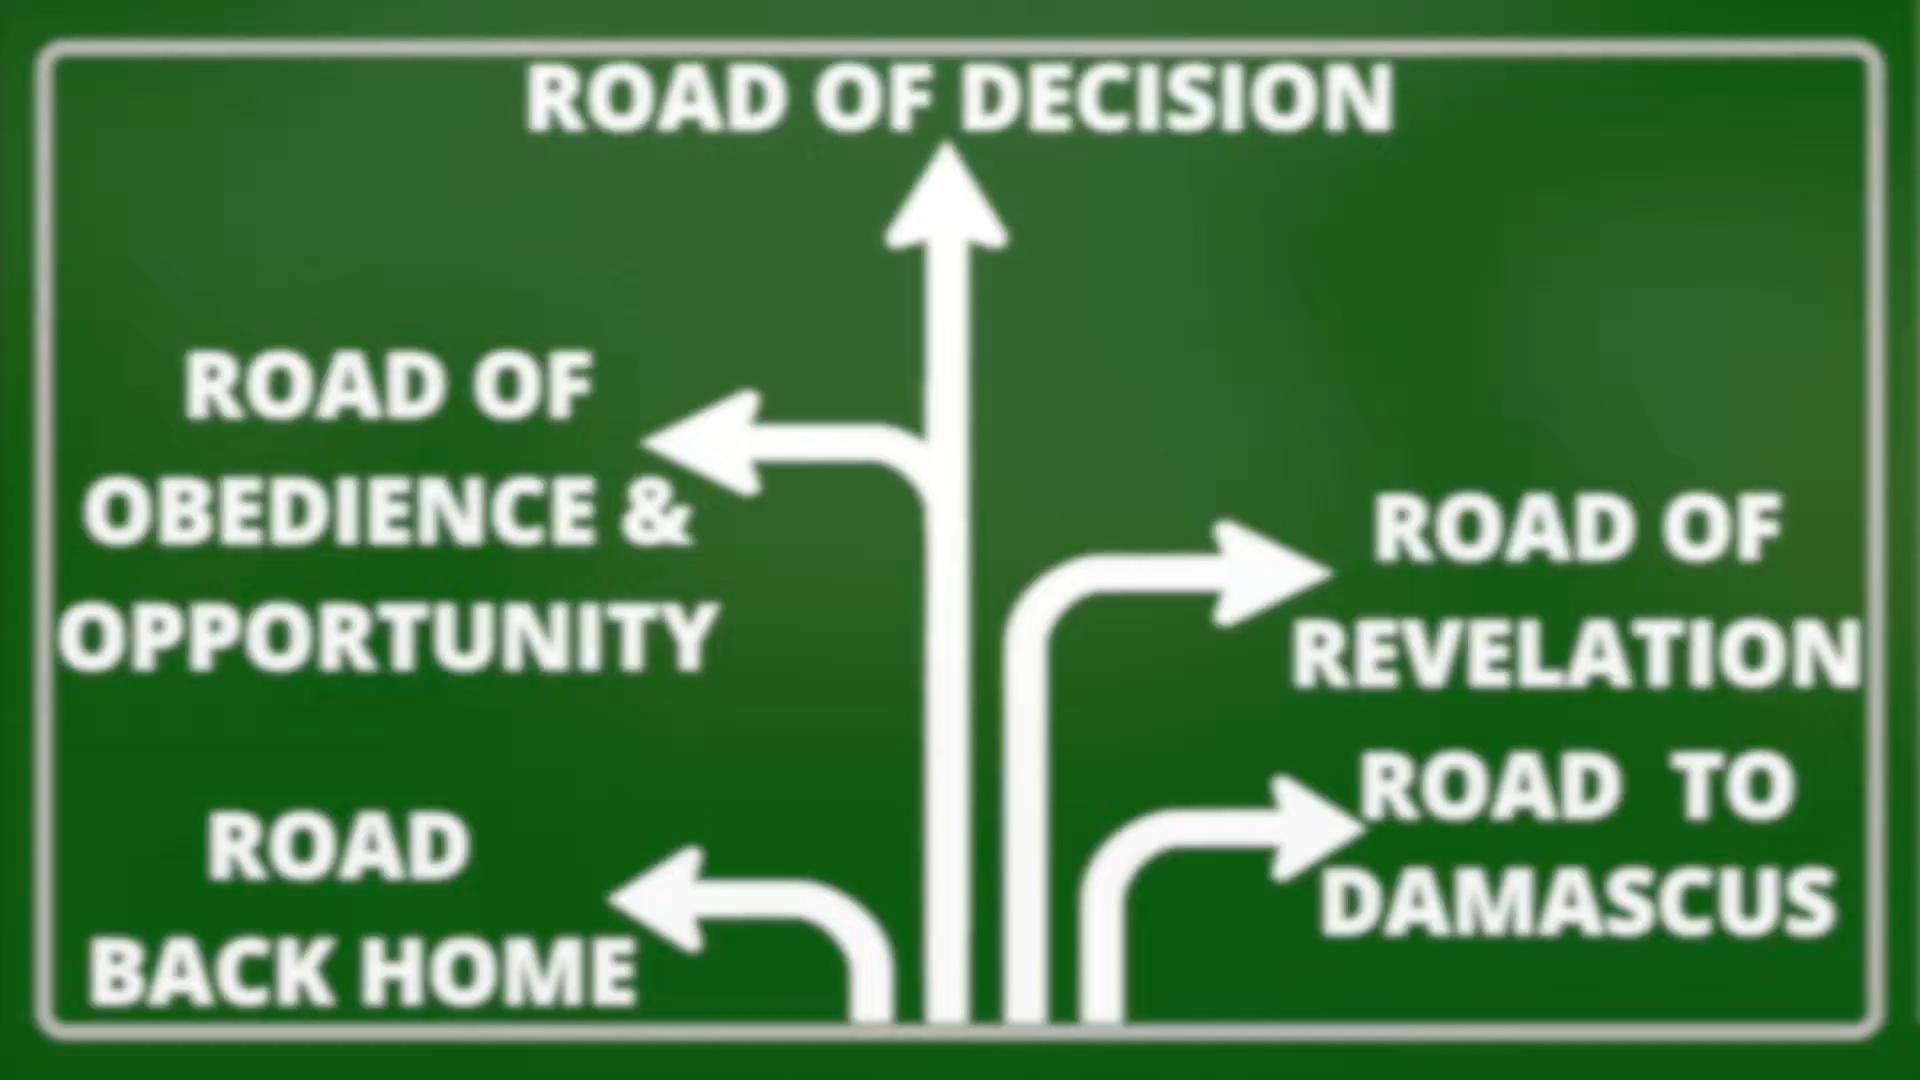 ROAD OF DECISION
ROAD OF
OBEDIENCE &
OPPORTUNITY
ROAD OF
REVELATION
ROAD TO
DAMASCUS
ROAD
BACK HOME